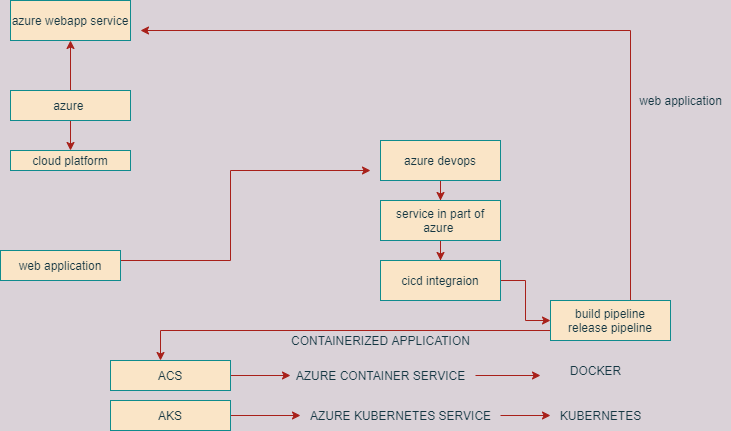 azure webapp service
azure
cloud platform
web application
azure devops
service in part of
azure
cicd integraion
web application
build pipeline
release pipeline
CONTAINERIZED APPLICATION
ACS
AZURE CONTAINER SERVICE
DOCKER
AKS
AZURE KUBERNETES SERVICE
KUBERNETES